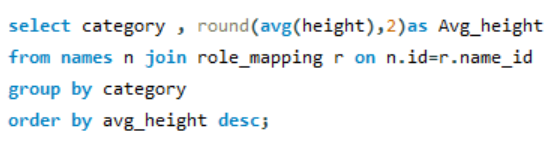 select category , round(avg(height),2)as Avg_height
from names n join role_mapping r on n.id=r.name_id
group by category
order by avg_height desc;